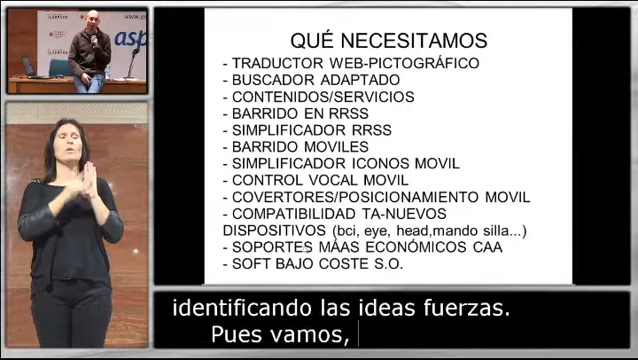 asp
QUÉ NECESITAMOS
- TRADUCTOR WEB-PICTOGRÁFICO
- BUSCADOR ADAPTADO
- CONTENIDOS/SERVICIOS
- BARRIDO EN RRSS
- SIMPLIFICADOR RRSS
- BARRIDO MOVILES
- SIMPLIFICADOR ICONOS MOVIL
- CONTROL VOCAL MOVIL
- COVERTORES/POSICIONAMIENTO MOVIL
- COMPATIBILIDAD TA-NUEVOS
DISPOSITIVOS (bci, eye, head,mando silla...)
- SOPORTES MÁAS ECONÓMICOS CAA
- SOFT BAJO COSTE S.O.
identificando las ideas fuerzas.
Pues vamos,